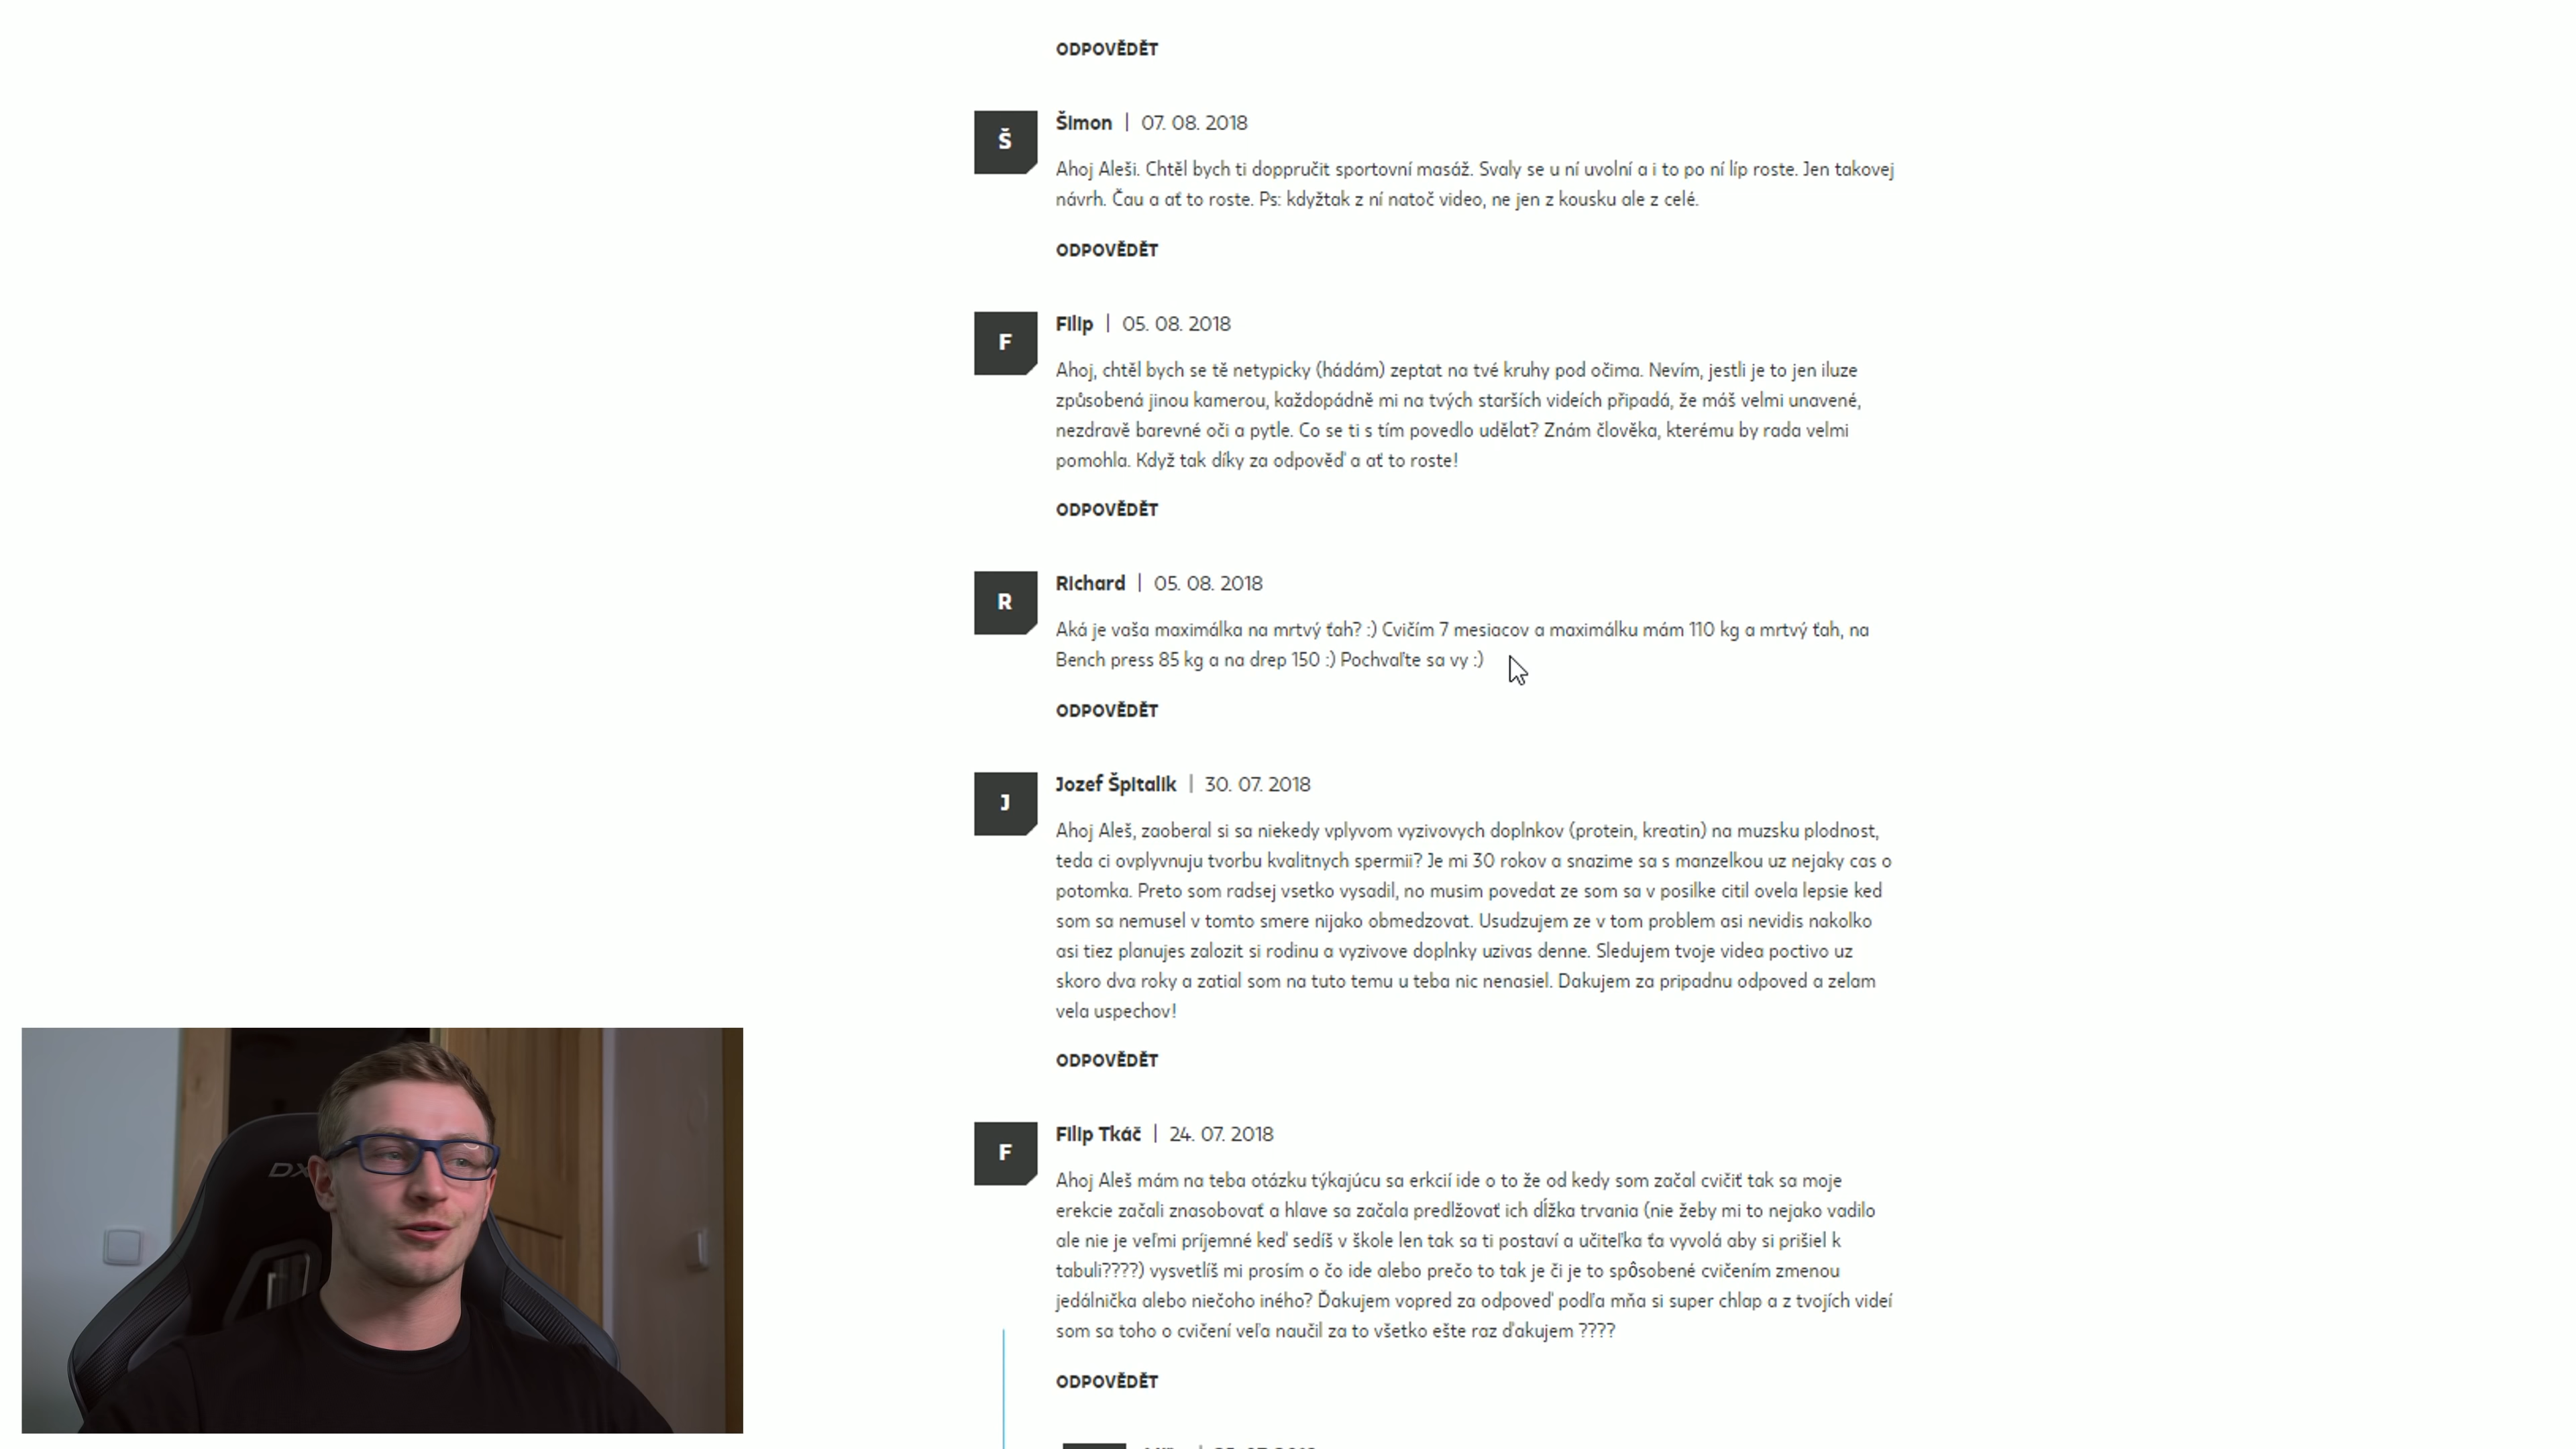 ODPOVĚDĚT
Š
Šimon | 07. 08. 2018
Ahoj Aleši. Chtěl bych ti doppručit sportovní masáž. Svaly se u ní uvolní a i to po ní líp roste. Jen takovej
návrh. Čau a ať to roste. Ps: kdyžtak z ní natoč video, ne jen z kousku ale z celé.
ODPOVĚDĚT
F
Filip | 05. 08. 2018
Ahoj, chtěl bych se tě netypicky (hádám) zeptat na tvé kruhy pod očima. Nevím, jestli je to jen iluze
způsobená jinou kamerou, každopádně mi na tvých starších videích připadá, že máš velmi unavené,
nezdravě barevné oči a pytle. Co se ti s tím povedlo udělat? Znám člověka, kterému by rada velmi
pomohla. Když tak díky za odpověď a ať to roste!
ODPOVĚDĚT
R
Richard | 05. 08. 2018
Aká je vaša maximálka na mrtvý ťah? :) Cvičím 7 mesiacov a maximálku mám 110 kg a mrtvý ťah, na
Bench press 85 kg a na drep 150 :) Pochvaľte sa vy :)
ODPOVĚDĚT
J
Jozef Špitalik | 30. 07. 2018
Ahoj Aleš, zaoberal si sa niekedy vplyvom vyzivovych doplnkov (protein, kreatin) na muzsku plodnost,
teda ci ovplyvnuju tvorbu kvalitnych spermii? Je mi 30 rokov a snazime sa s manzelkou uz nejaky cas o
potomka. Preto som radsej vsetko vysadil, no musim povedat ze som sa v posilke citil ovela lepsie ked
som sa nemusel v tomto smere nijako obmedzovat. Usudzujem ze v tom problem asi nevidis nakolko
asi tiez planujes zalozit si rodinu a vyzivove doplnky uzivas denne. Sledujem tvoje videa poctivo uz
skoro dva roky a zatial som na tuto temu u teba nic nenasiel. Dakujem za pripadnu odpoved a zelam
vela uspechov!
ODPOVĚDĚT
F
Filip Tkáč | 24. 07. 2018
Ahoj Aleš mám na teba otázku týkajúcu sa erkcií ide o to že od kedy som začal cvičiť tak sa moje
erekcie začali znasobovať a hlave sa začala predlžovať ich dĺžka trvania (nie žeby mi to nejako vadilo
ale nie je veľmi príjemné keď sedíš v škole len tak sa ti postaví a učiteľka ťa vyvolá aby si prišiel k
tabuli????) vysvetlíš mi prosím o čo ide alebo prečo to tak je či je to spôsobené cvičením zmenou
jedálnička alebo niečoho iného? Ďakujem vopred za odpoveď podľa mňa si super chlap a z tvojích videí
som sa toho o cvičení veľa naučil za to všetko ešte raz ďakujem ????
ODPOVĚDĚT
DX